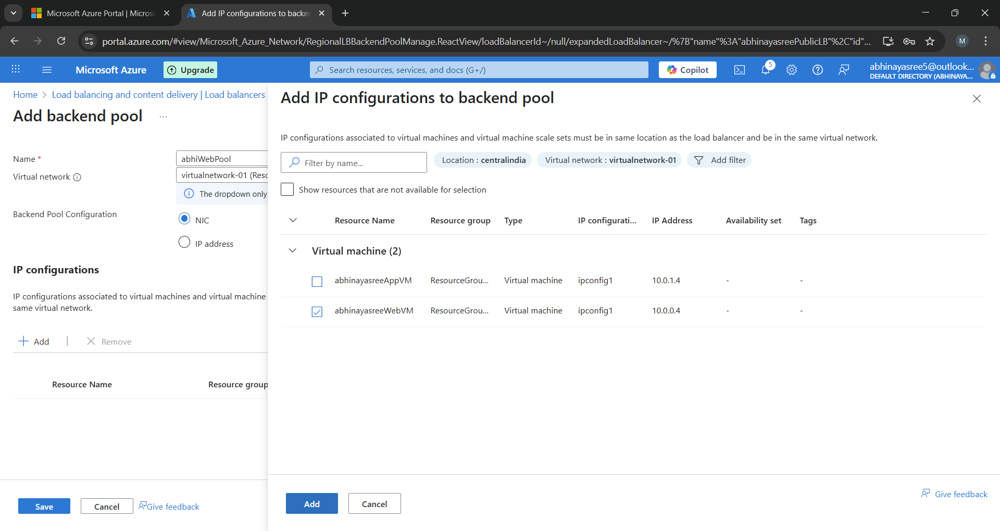 Microsoft Azure Portal | Micros
Add IP configurations to backe
portal.azure.com/#view/Microsoft_Azure_Network/RegionalLBBackendPoolManage.ReactView/loadBalancerId~/null/expandedLoadBalancer~/%7B"name"%3A"abhinayasreePublicLB"%2C"id"...
M
Microsoft Azure
Upgrade
Search resources, services, and docs (G+/)
Copilot
5
abhinayasree5@outlook...
DEFAULT DIRECTORY (ABHINAYA...
Home > Load balancing and content delivery | Load balancers
Add backend pool ...
Name *
abhiWebPool
Virtual network
virtualnetwork-01 (Reso
The dropdown only
Backend Pool Configuration
NIC
IP address
IP configurations
IP configurations associated to virtual machines and virtual machine
same virtual network.
Add | Remove
Resource Name Resource group
Save Cancel Give feedback
Add IP configurations to backend pool
IP configurations associated to virtual machines and virtual machine scale sets must be in same location as the load balancer and be in the same virtual network.
Filter by name...
Location : centralindia
Virtual network : virtualnetwork-01
Add filter
Show resources that are not available for selection
Resource Name Resource group Type IP configurati... IP Address Availability set Tags
Virtual machine (2)
abhinayasreeAppVM ResourceGrou... Virtual machine ipconfig1 10.0.1.4 - -
abhinayasreeWebVM ResourceGrou... Virtual machine ipconfig1 10.0.0.4 - -
Add Cancel
Give feedback